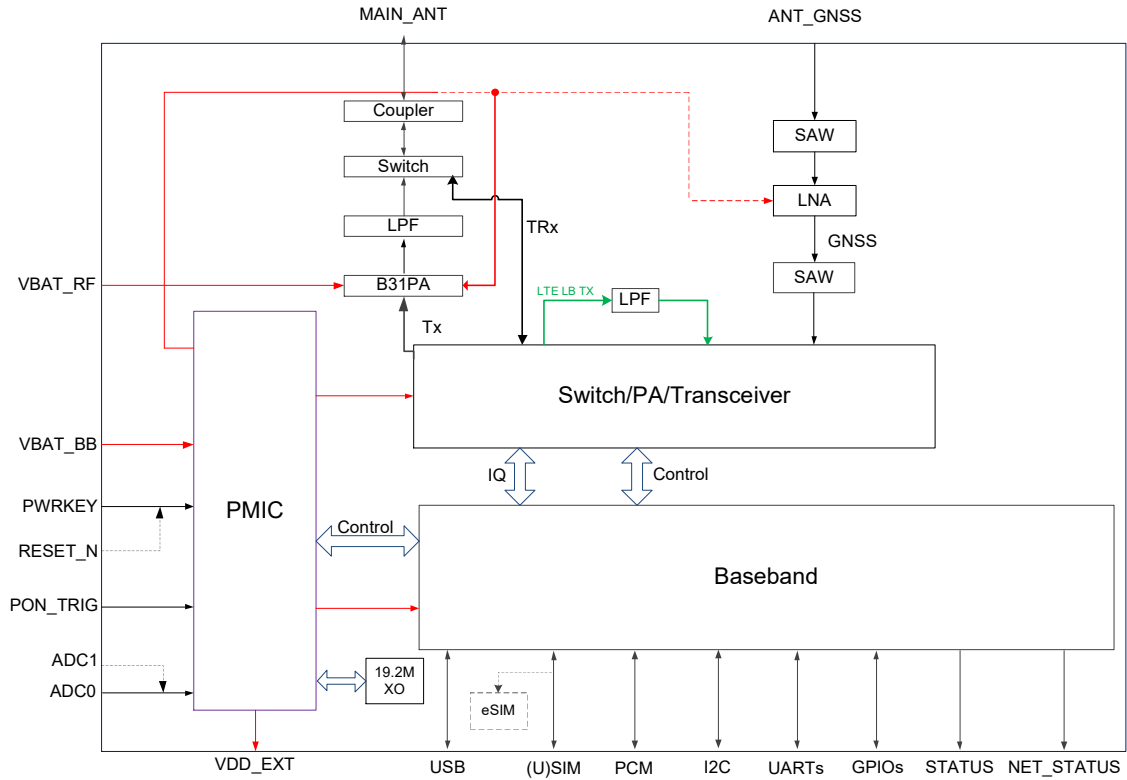 MAIN_ANT
ANT_GNSS
Coupler
SAW
Switch
LNA
LPF
TRx
GNSS
SAW
VBAT_RF
B31PA
LTE LB TX
LPF
Tx
Switch/PA/Transceiver
VBAT_BB
IQ
Control
PWRKEY
PMIC
Control
RESET_N
Baseband
PON_TRIG
ADC1
19.2M
XO
ADC0
eSIM
VDD_EXT
USB
(U)SIM
PCM
I2C
UARTs
GPIOs
STATUS
NET_STATUS